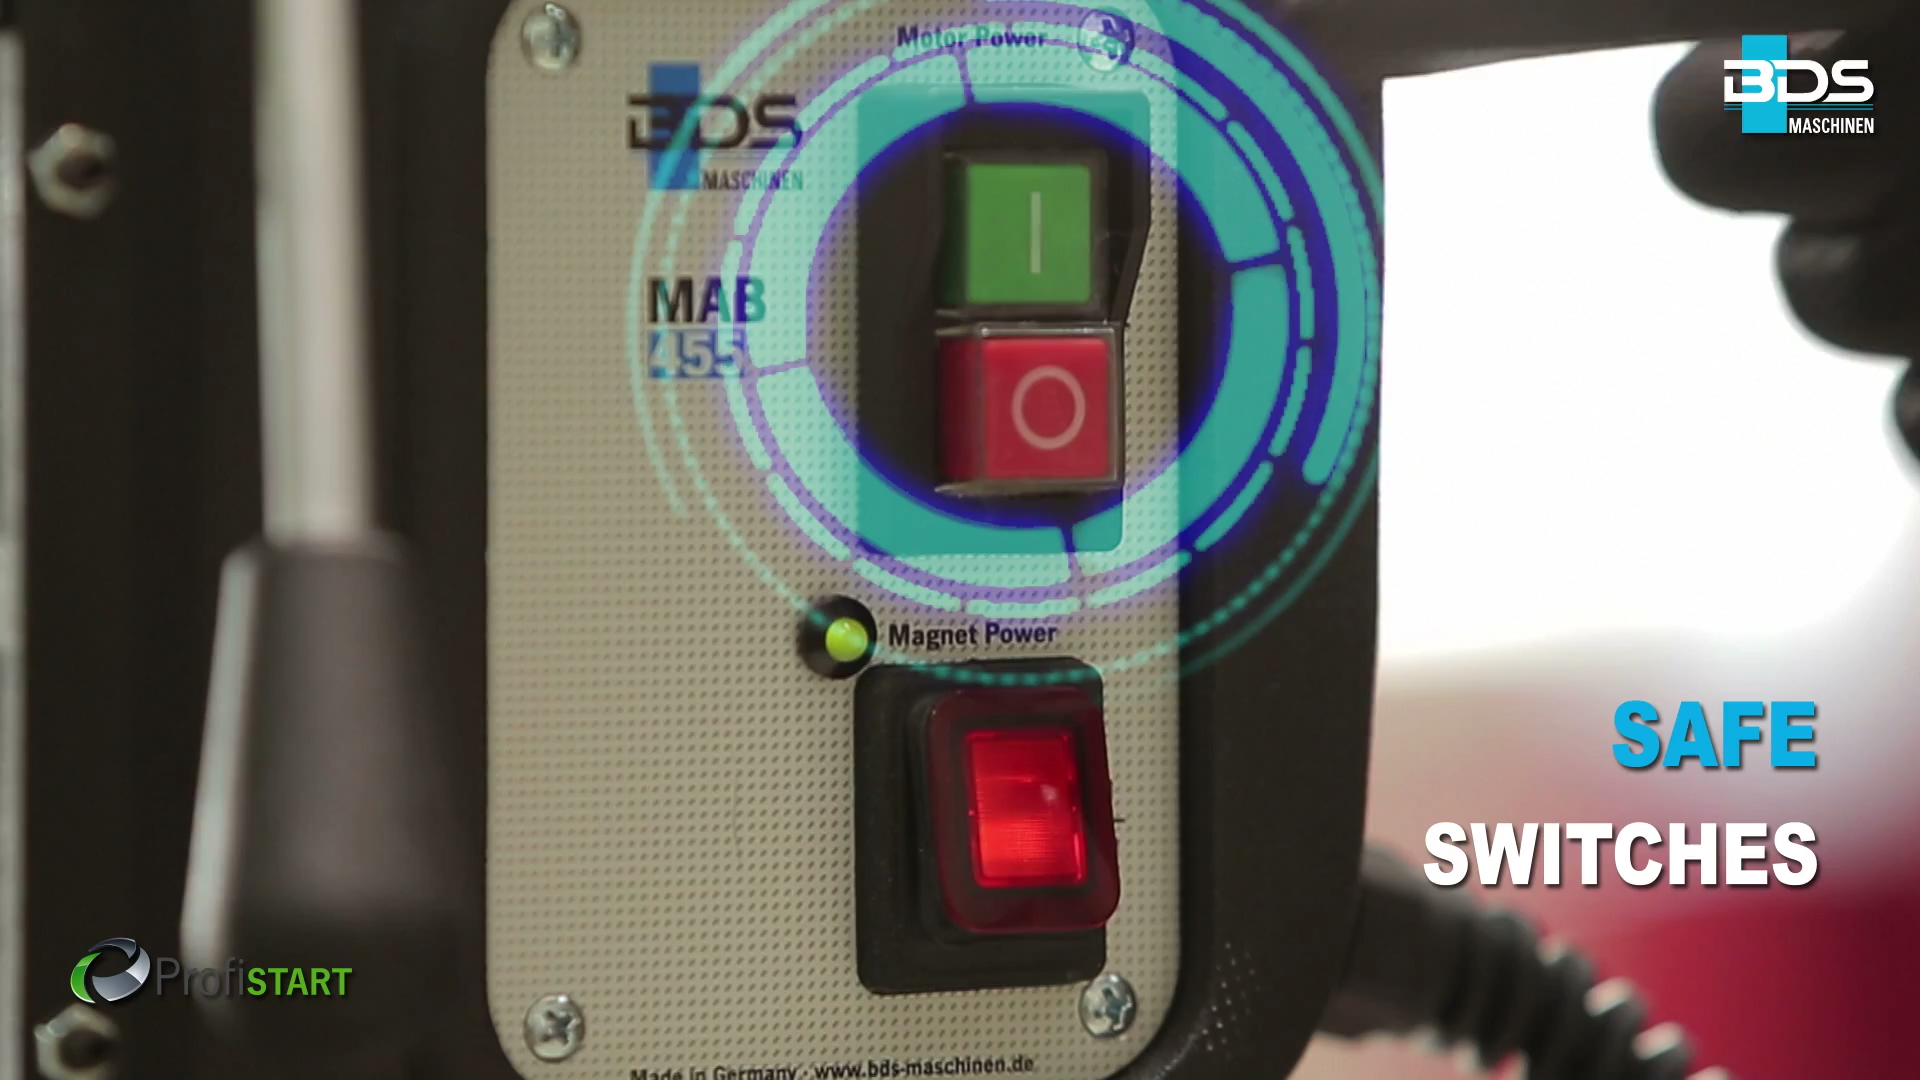 Motor Power
BDS
MASCHINEN
BDS
MASCHINEN
I
MAB
455
O
Magnet Power
SAFE
SWITCHES
ProfiSTART
Made in Germany · www.bds-maschinen.de